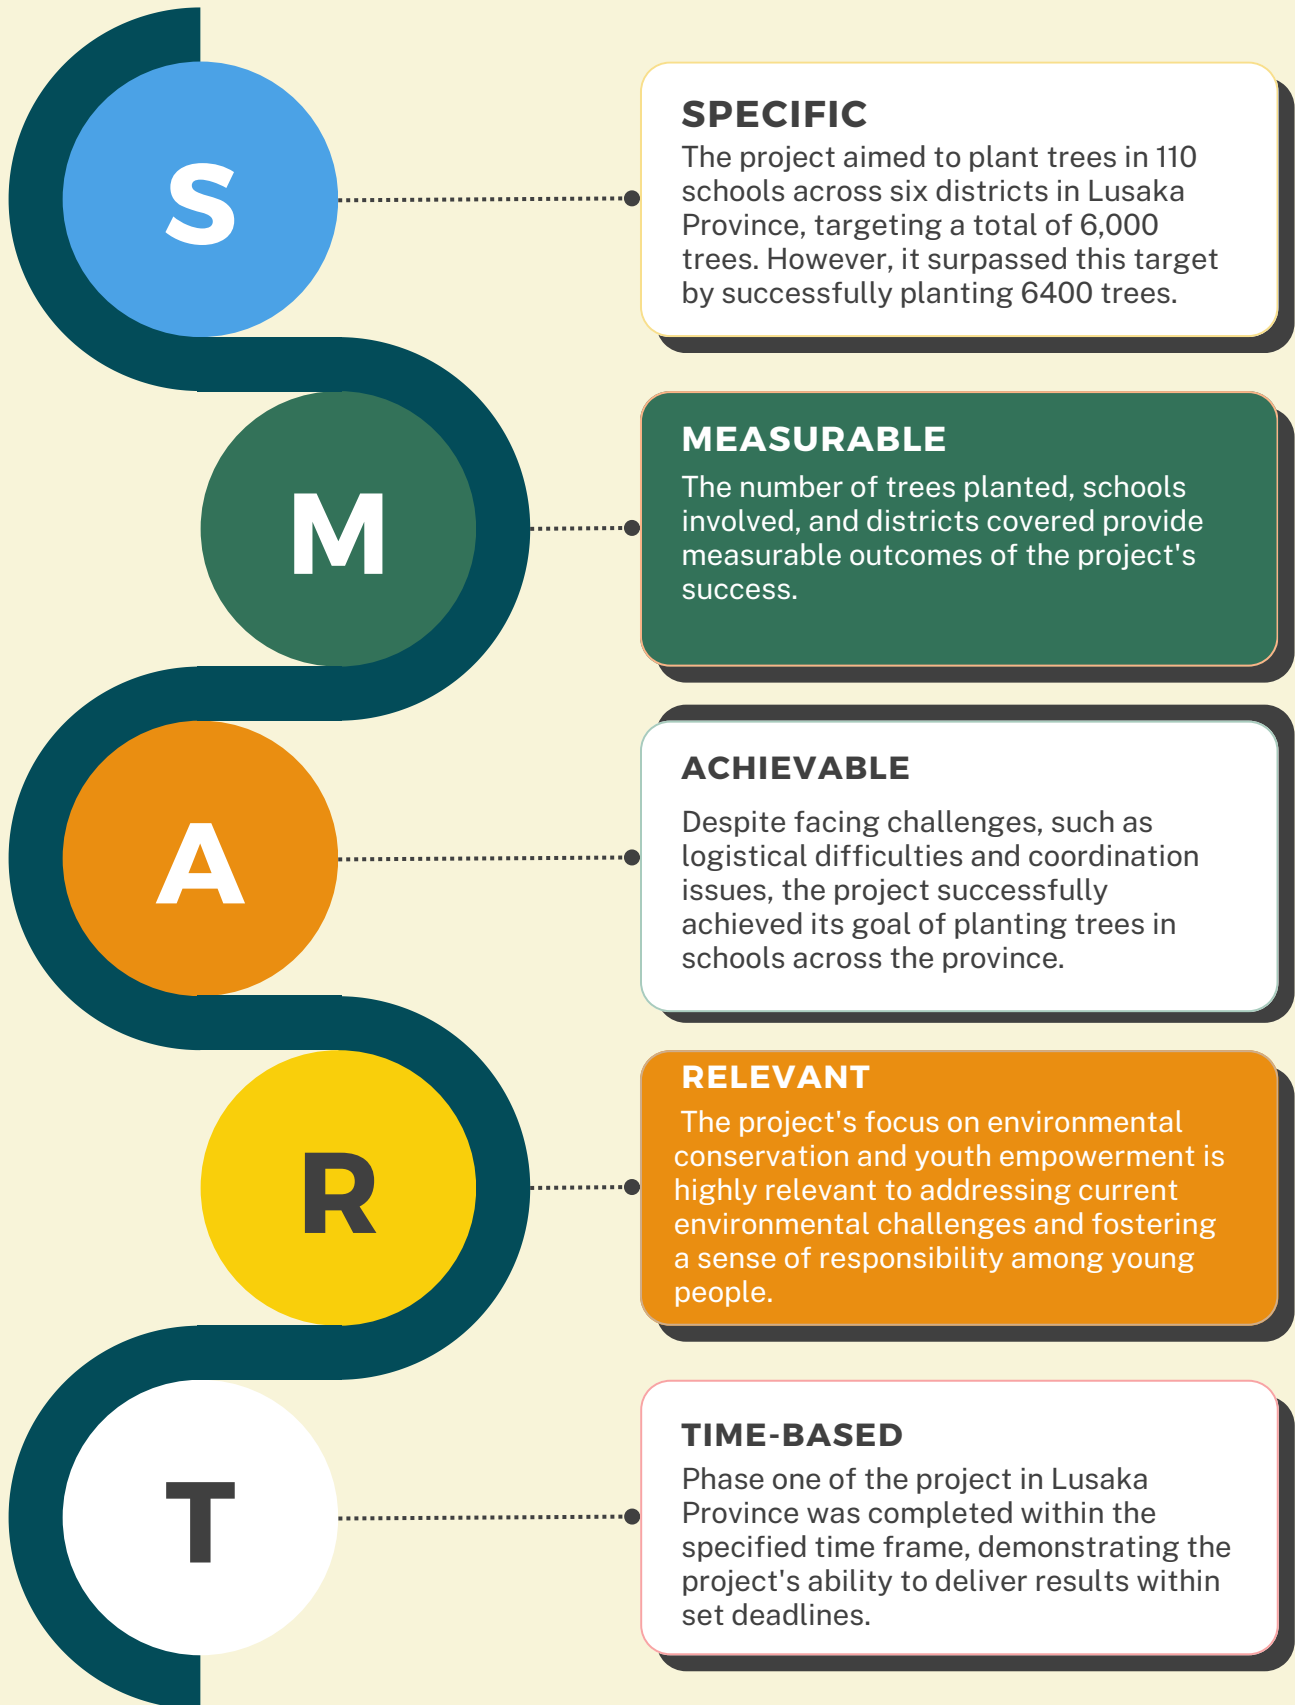 S
SPECIFIC
The project aimed to plant trees in 110
schools across six districts in Lusaka
Province, targeting a total of 6,000
trees. However, it surpassed this target
by successfully planting 6400 trees.
M
MEASURABLE
The number of trees planted, schools
involved, and districts covered provide
measurable outcomes of the project's
success.
A
ACHIEVABLE
Despite facing challenges, such as
logistical difficulties and coordination
issues, the project successfully
achieved its goal of planting trees in
schools across the province.
R
RELEVANT
The project's focus on environmental
conservation and youth empowerment is
highly relevant to addressing current
environmental challenges and fostering
a sense of responsibility among young
people.
T
TIME-BASED
Phase one of the project in Lusaka
Province was completed within the
specified time frame, demonstrating the
project's ability to deliver results within
set deadlines.